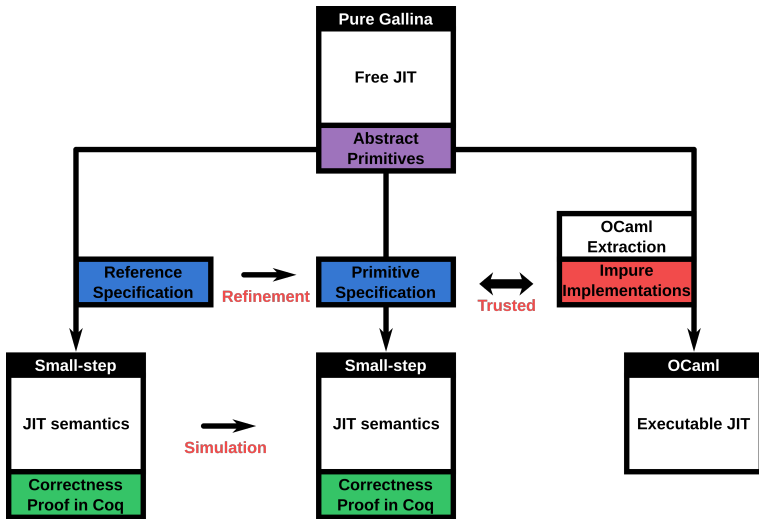 Pure Gallina
Free JIT
Abstract
Primitives
OCaml
Extraction
Reference
Specification
Refinement
Primitive
Specification
Trusted
Impure
Implementations
Small-step
JIT semantics
Correctness
Proof in Coq
Simulation
Small-step
JIT semantics
Correctness
Proof in Coq
OCaml
Executable JIT